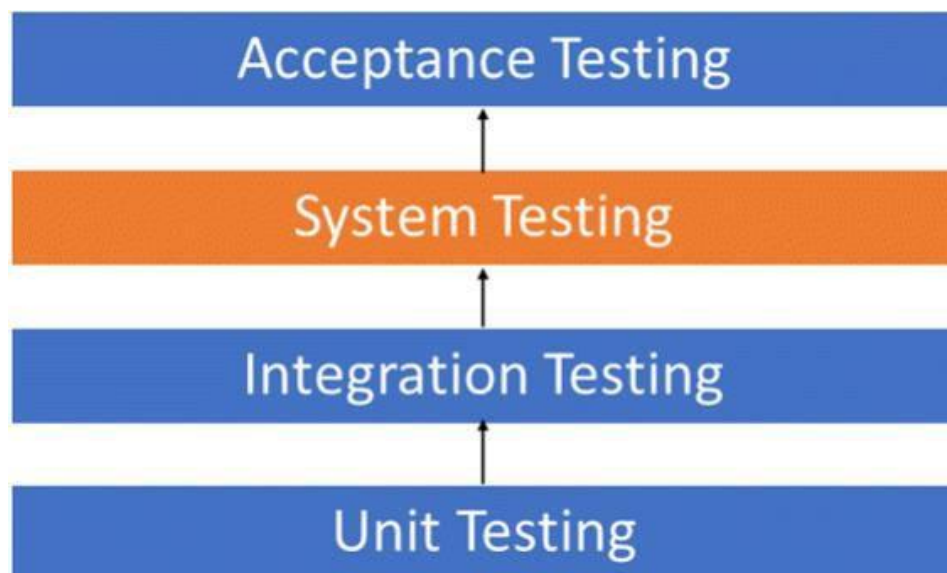 Acceptance Testing
System Testing
Integration Testing
Unit Testing